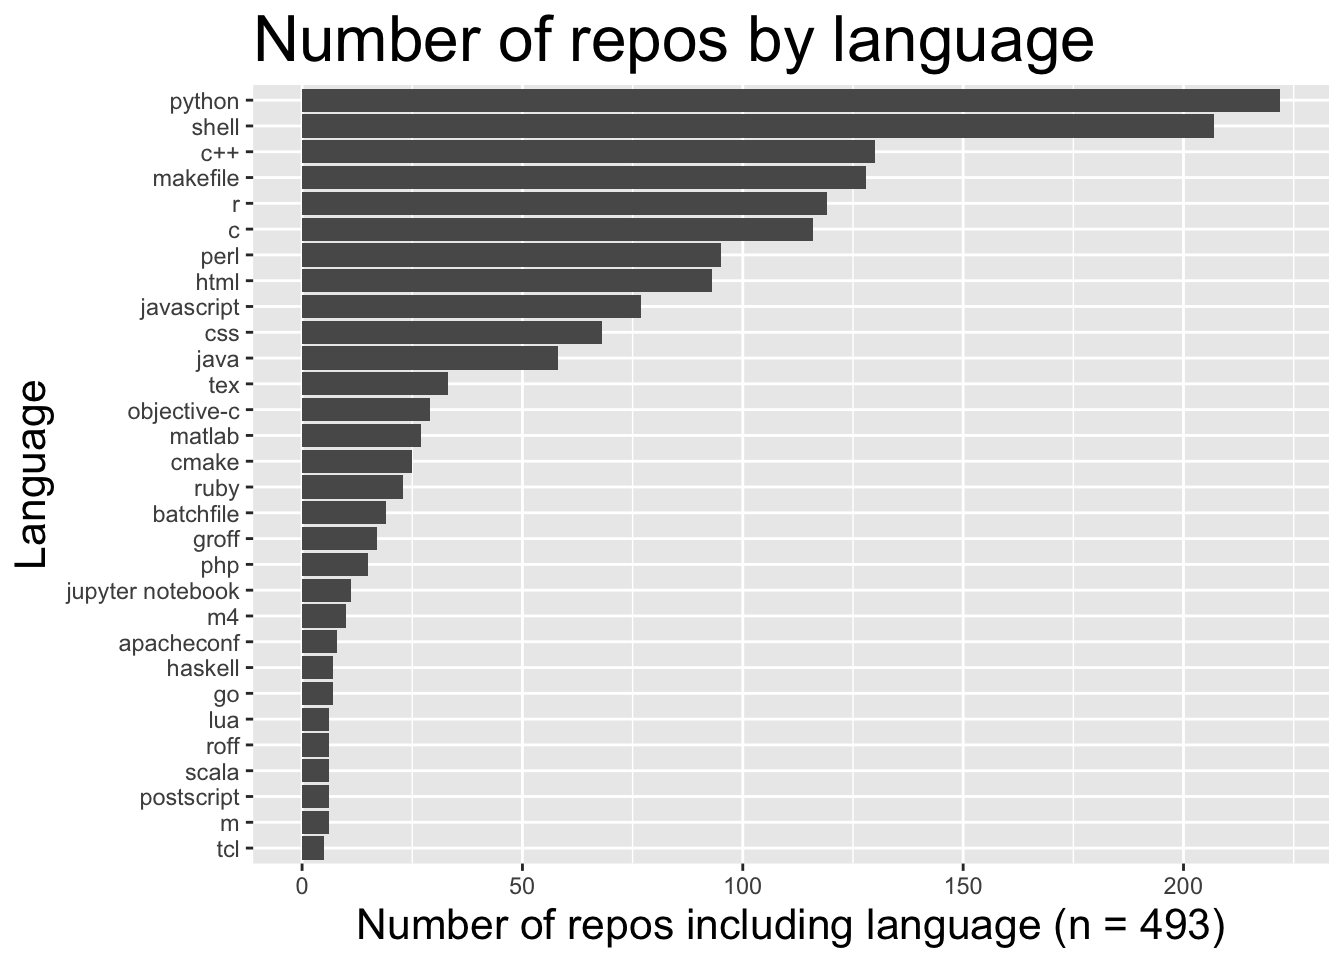 Number of repos by language
python
shell
c++
makefile
r
c
perl
html
javascript
css
java
tex
objective-c
matlab
cmake
ruby
batchfile
groff
php
jupyter notebook
m4
apacheconf
haskell
go
lua
roff
scala
postscript
m
tcl
Language
0 50 100 150 200
Number of repos including language (n = 493)